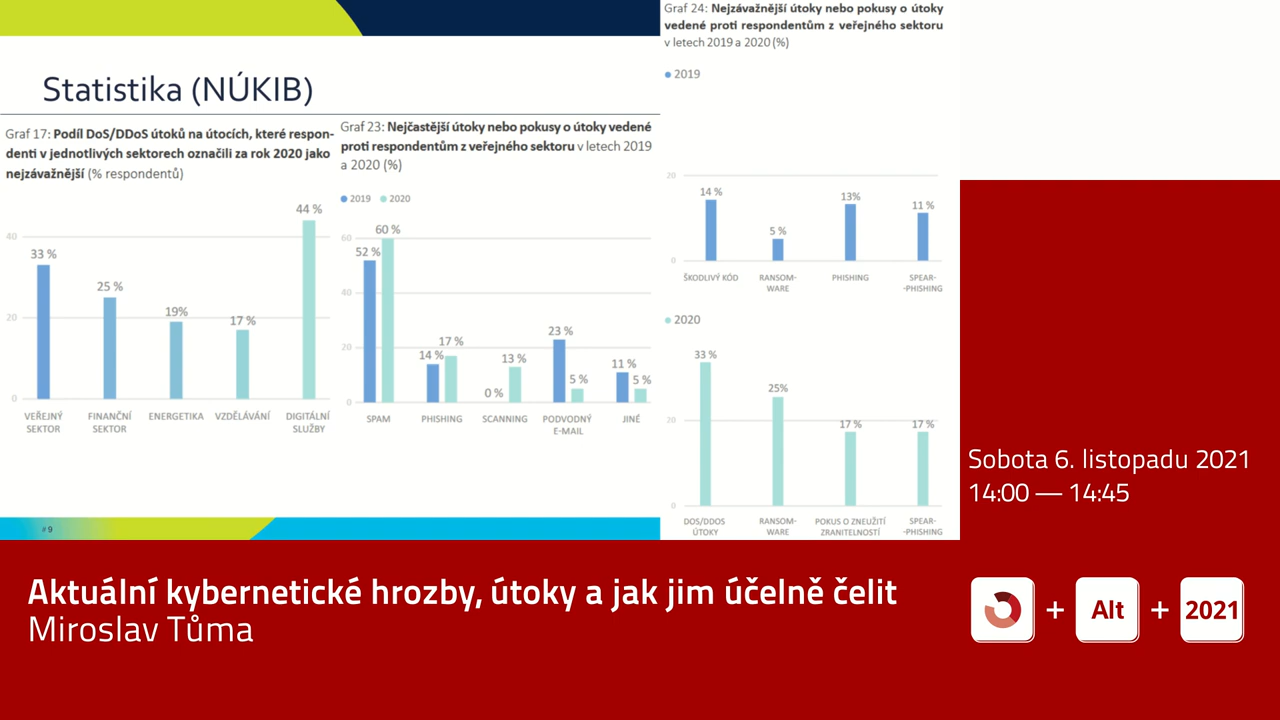 Statistika (NÚKIB)
Graf 17: Podíl DoS/DDoS útoků na útocích, které respon-
denti v jednotlivých sektorech označili za rok 2020 jako
nejzávažnější (% respondentů)
40
20
0
33 %
25 %
19%
17 %
44 %
VEŘEJNÝ
SEKTOR
FINANČNÍ
SEKTOR
ENERGETIKA
VZDĚLÁVÁNÍ
DIGITÁLNÍ
SLUŽBY
Graf 23: Nejčastější útoky nebo pokusy o útoky vedené
proti respondentům z veřejného sektoru v letech 2019
a 2020 (%)
2019 2020
60
40
20
0
52 %
60 %
14 %
17 %
0 %
13 %
23 %
5 %
11 %
5 %
SPAM
PHISHING
SCANNING
PODVODNÝ
E-MAIL
JINÉ
Graf 24: Nejzávažnější útoky nebo pokusy o útoky
vedené proti respondentům z veřejného sektoru
v letech 2019 a 2020 (%)
2019
20
0
14 %
5 %
13%
11 %
ŠKODLIVÝ KÓD
RANSOM-
WARE
PHISHING
SPEAR-
-PHISHING
2020
20
0
33 %
25%
17 %
17 %
DOS/DDOS
ÚTOKY
RANSOM-
WARE
POKUS O ZNEUŽITÍ
ZRANITELNOSTÍ
SPEAR-
-PHISHING
# 9
Sobota 6. listopadu 2021
14:00 — 14:45
Aktuální kybernetické hrozby, útoky a jak jim účelně čelit
Miroslav Tůma
+ Alt + 2021